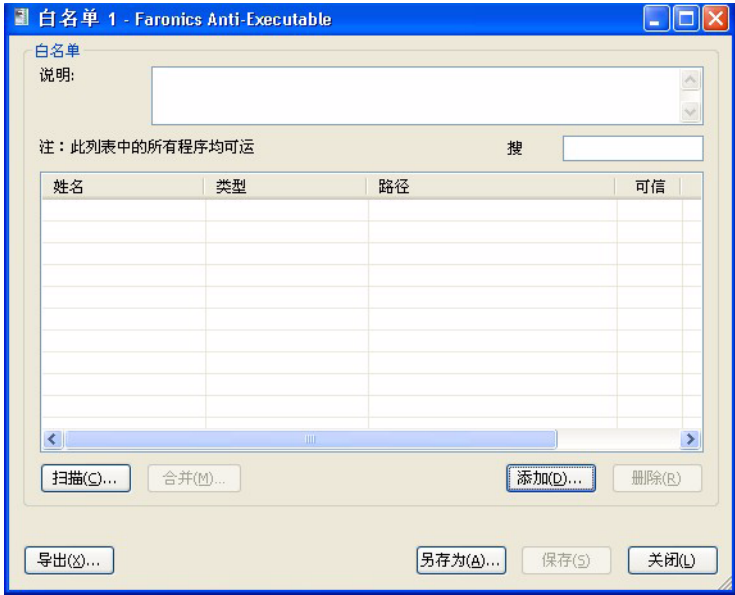 白名单 1 - Faronics Anti-Executable
白名单
说明:
注：此列表中的所有程序均可运 搜
姓名 类型 路径 可信
扫描(C)... 合并(M)... 添加(D)... 删除(R)
导出(X)... 另存为(A)... 保存(S) 关闭(L)